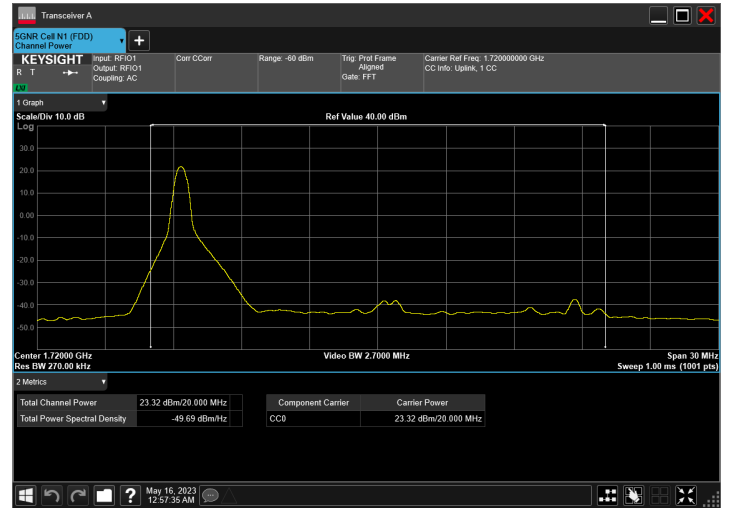 Transceiver A
5GNR Cell N1 (FDD)
Channel Power
KEYSIGHT
R T
LXI
Input: RFIO1
Output: RFIO1
Coupling: AC
Corr CCorr
Range: -60 dBm
Trig: Prot Frame
Aligned
Gate: FFT
Carrier Ref Freq: 1.720000000 GHz
CC Info: Uplink, 1 CC
1 Graph
Scale/Div 10.0 dB
Ref Value 40.00 dBm
Log
30.0
20.0
10.0
0.00
-10.0
-20.0
-30.0
-40.0
-50.0
Center 1.72000 GHz
Video BW 2.7000 MHz
Span 30 MHz
Res BW 270.00 kHz
Sweep 1.00 ms (1001 pts)
2 Metrics
Total Channel Power 23.32 dBm/20.000 MHz
Total Power Spectral Density -49.69 dBm/Hz
Component Carrier Carrier Power
CC0 23.32 dBm/20.000 MHz
?
May 16, 2023
12:57:35 AM